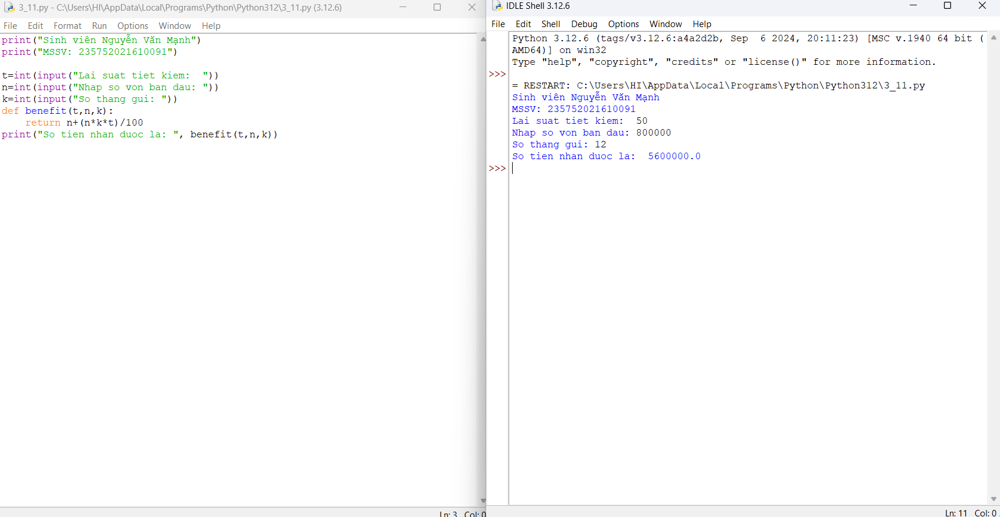 3_11.py - C:\Users\HI\AppData\Local\Programs\Python\Python312\3_11.py (3.12.6)
File Edit Format Run Options Window Help
print("Sinh viên Nguyễn Văn Mạnh")
print("MSSV: 235752021610091")
t=int(input("Lai suat tiet kiem:  "))
n=int(input("Nhap so von ban dau: "))
k=int(input("So thang gui: "))
def benefit(t,n,k):
    return n+(n*k*t)/100
print("So tien nhan duoc la: ", benefit(t,n,k))
Ln: 3 Col: 0
IDLE Shell 3.12.6
File Edit Shell Debug Options Window Help
Python 3.12.6 (tags/v3.12.6:a4a2d2b, Sep  6 2024, 20:11:23) [MSC v.1940 64 bit (
AMD64)] on win32
Type "help", "copyright", "credits" or "license()" for more information.
>>>
= RESTART: C:\Users\HI\AppData\Local\Programs\Python\Python312\3_11.py
Sinh viên Nguyễn Văn Mạnh
MSSV: 235752021610091
Lai suat tiet kiem:  50
Nhap so von ban dau: 800000
So thang gui: 12
So tien nhan duoc la:  5600000.0
>>>
Ln: 11 Col: 0